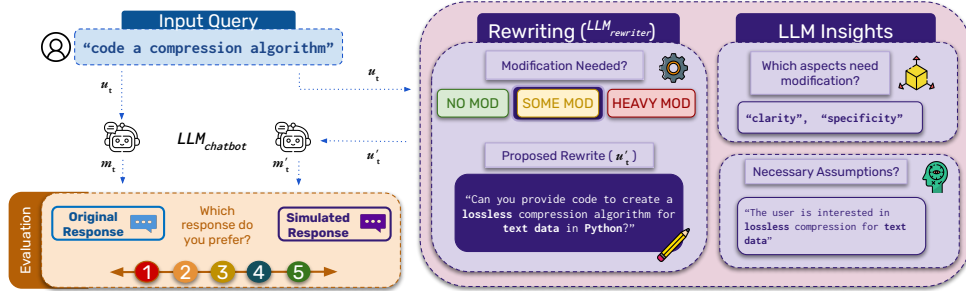 Input Query
“code a compression algorithm”
u_t
u_t
LLM_chatbot
m_t
m′_t
u′_t
Evaluation
Original
Response
Which
response do
you prefer?
Simulated
Response
1 2 3 4 5
Rewriting (LLM_rewriter)
Modification Needed?
NO MOD
SOME MOD
HEAVY MOD
Proposed Rewrite (u′_t)
“Can you provide code to create a
lossless compression algorithm for
text data in Python?”
LLM Insights
Which aspects need
modification?
“clarity”, “specificity”
Necessary Assumptions?
“The user is interested in
lossless compression for text
data”